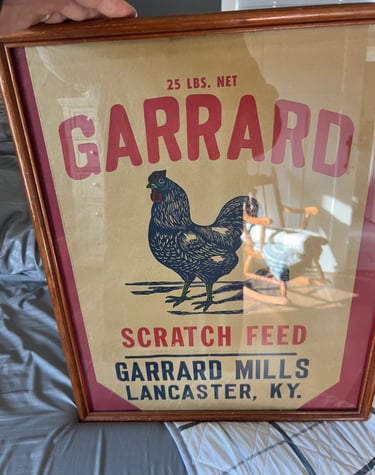 25 LBS. NET
GARRARD
SCRATCH FEED
GARRARD MILLS
LANCASTER, KY.